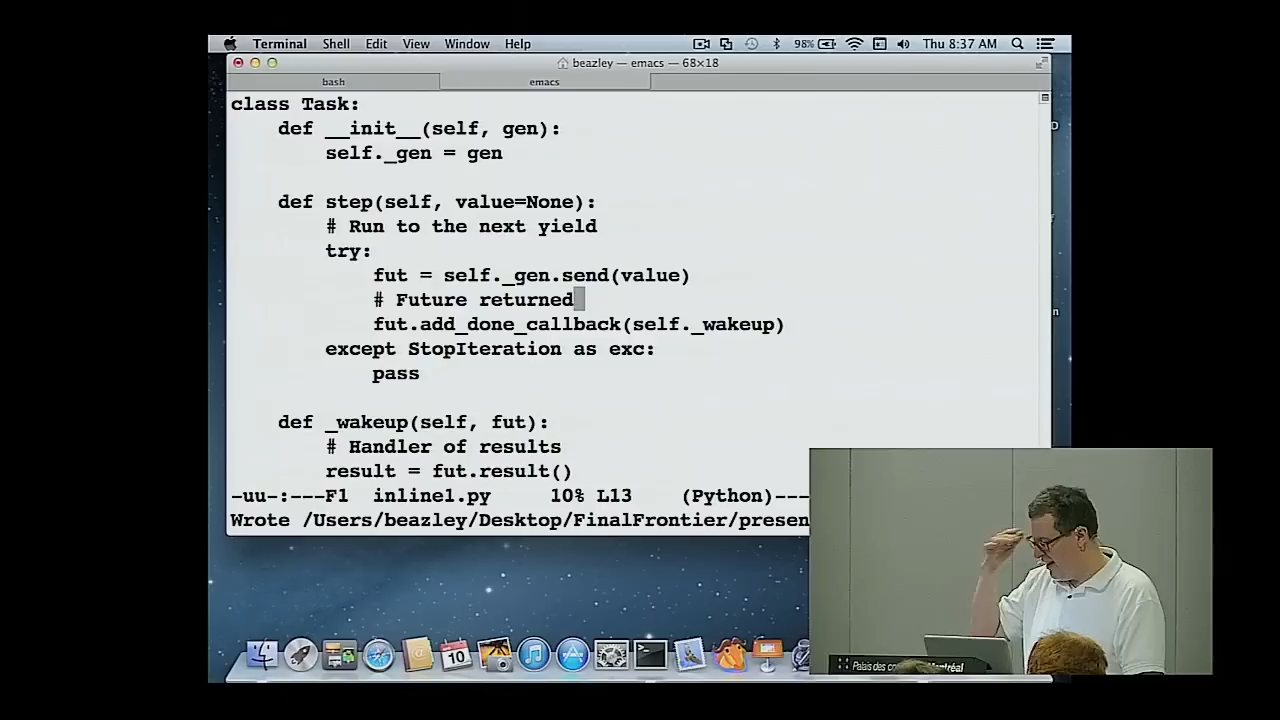 Terminal Shell Edit View Window Help 98% Thu 8:37 AM
beazley — emacs — 68×18
bash emacs
class Task:
    def __init__(self, gen):
        self._gen = gen
    def step(self, value=None):
        # Run to the next yield
        try:
            fut = self._gen.send(value)
            # Future returned
            fut.add_done_callback(self._wakeup)
        except StopIteration as exc:
            pass
    def _wakeup(self, fut):
        # Handler of results
        result = fut.result()
-uu-:---F1  inline1.py     10% L13    (Python)---
Wrote /Users/beazley/Desktop/FinalFrontier/presen
10
Palais des co Montréal